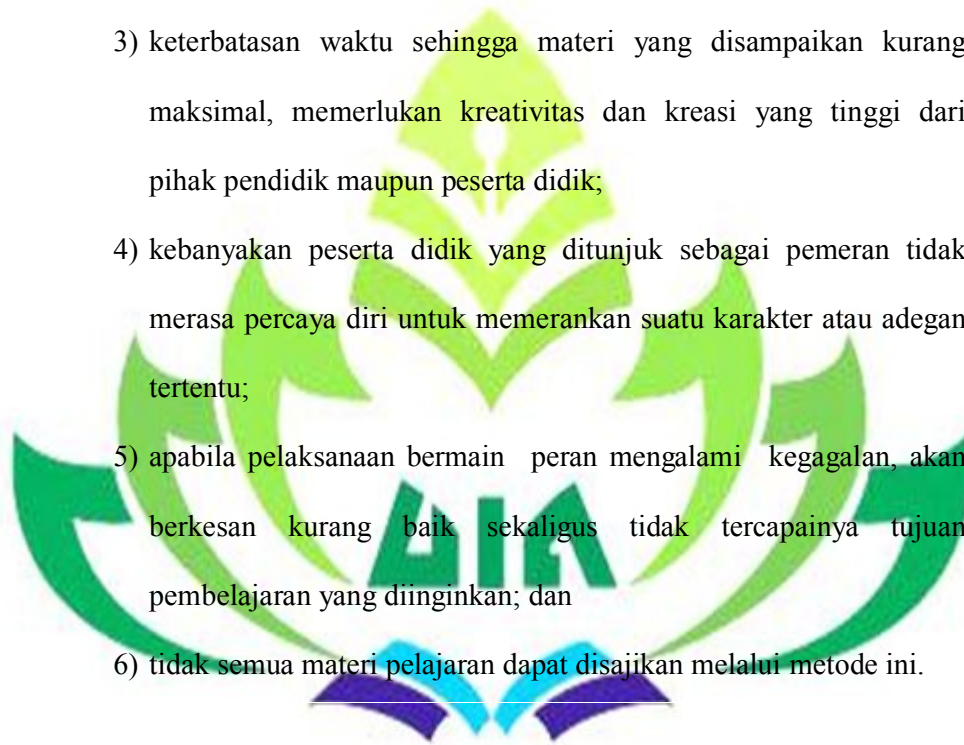 3) keterbatasan waktu sehingga materi yang disampaikan kurang
maksimal, memerlukan kreativitas dan kreasi yang tinggi dari
pihak pendidik maupun peserta didik;
4) kebanyakan peserta didik yang ditunjuk sebagai pemeran tidak
merasa percaya diri untuk memerankan suatu karakter atau adegan
tertentu;
5) apabila pelaksanaan bermain peran mengalami kegagalan, akan
berkesan kurang baik sekaligus tidak tercapainya tujuan
pembelajaran yang diinginkan; dan
6) tidak semua materi pelajaran dapat disajikan melalui metode ini.